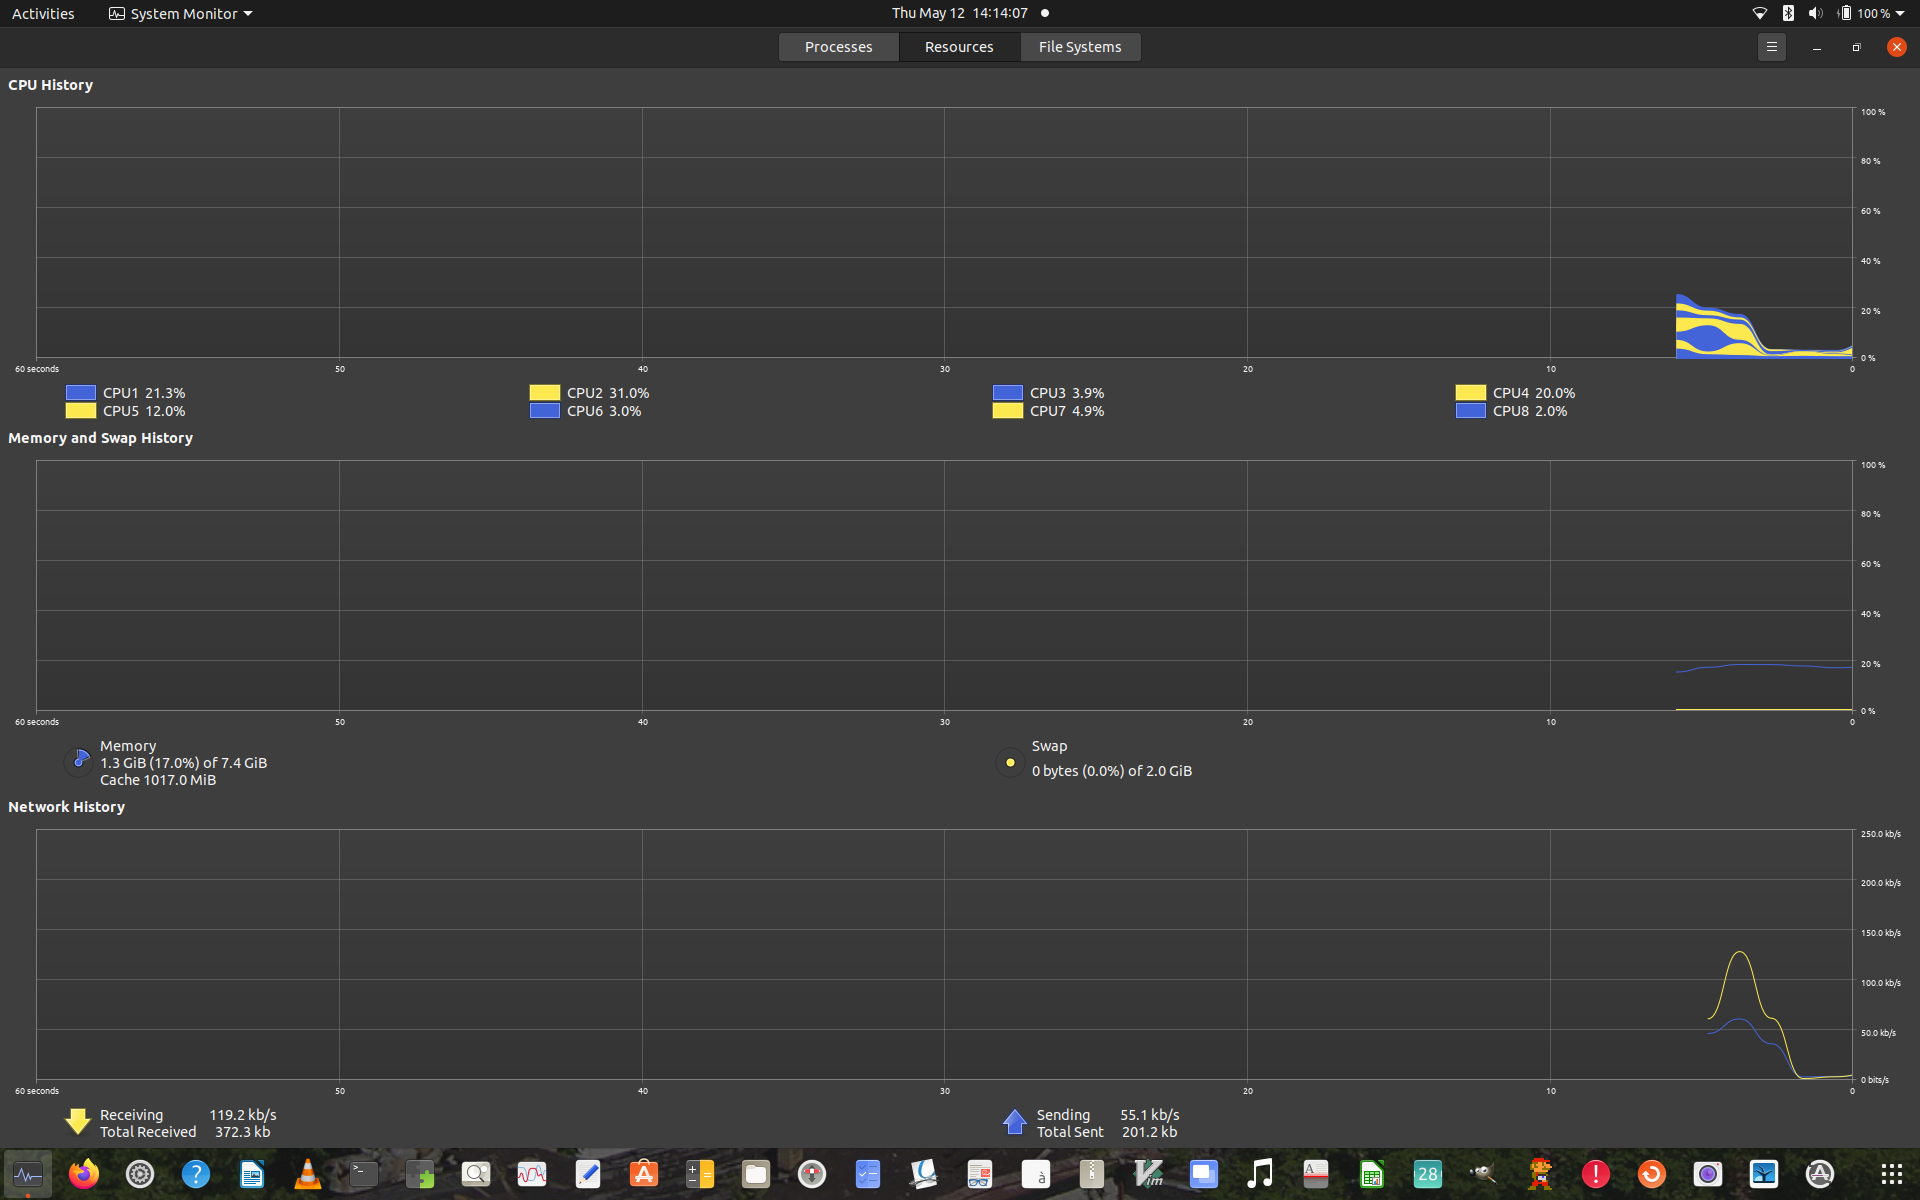 Activities System Monitor Thu May 12 14:14:07 100 %
Processes Resources File Systems
CPU History
100 %
80 %
60 %
40 %
20 %
0 %
60 seconds 50 40 30 20 10 0
CPU1 21.3% CPU2 31.0% CPU3 3.9% CPU4 20.0%
CPU5 12.0% CPU6 3.0% CPU7 4.9% CPU8 2.0%
Memory and Swap History
100 %
80 %
60 %
40 %
20 %
0 %
60 seconds 50 40 30 20 10 0
Memory
1.3 GiB (17.0%) of 7.4 GiB
Cache 1017.0 MiB
Swap
0 bytes (0.0%) of 2.0 GiB
Network History
250.0 kb/s
200.0 kb/s
150.0 kb/s
100.0 kb/s
50.0 kb/s
0 bits/s
60 seconds 50 40 30 20 10 0
Receiving 119.2 kb/s
Total Received 372.3 kb
Sending 55.1 kb/s
Total Sent 201.2 kb
? >_ A à Vim A 28 !